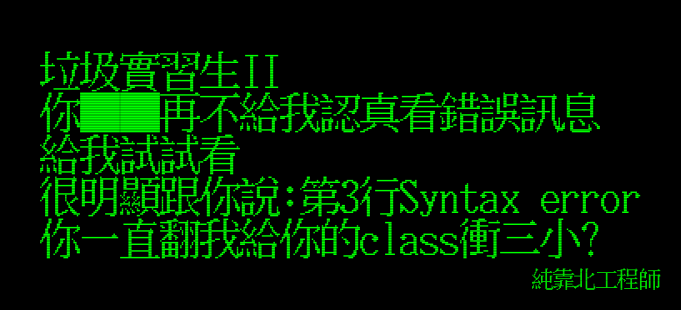 垃圾實習生II
你▓▓再不給我認真看錯誤訊息
給我試試看
很明顯跟你說:第3行Syntax error
你一直翻我給你的class衝三小?
純靠北工程師